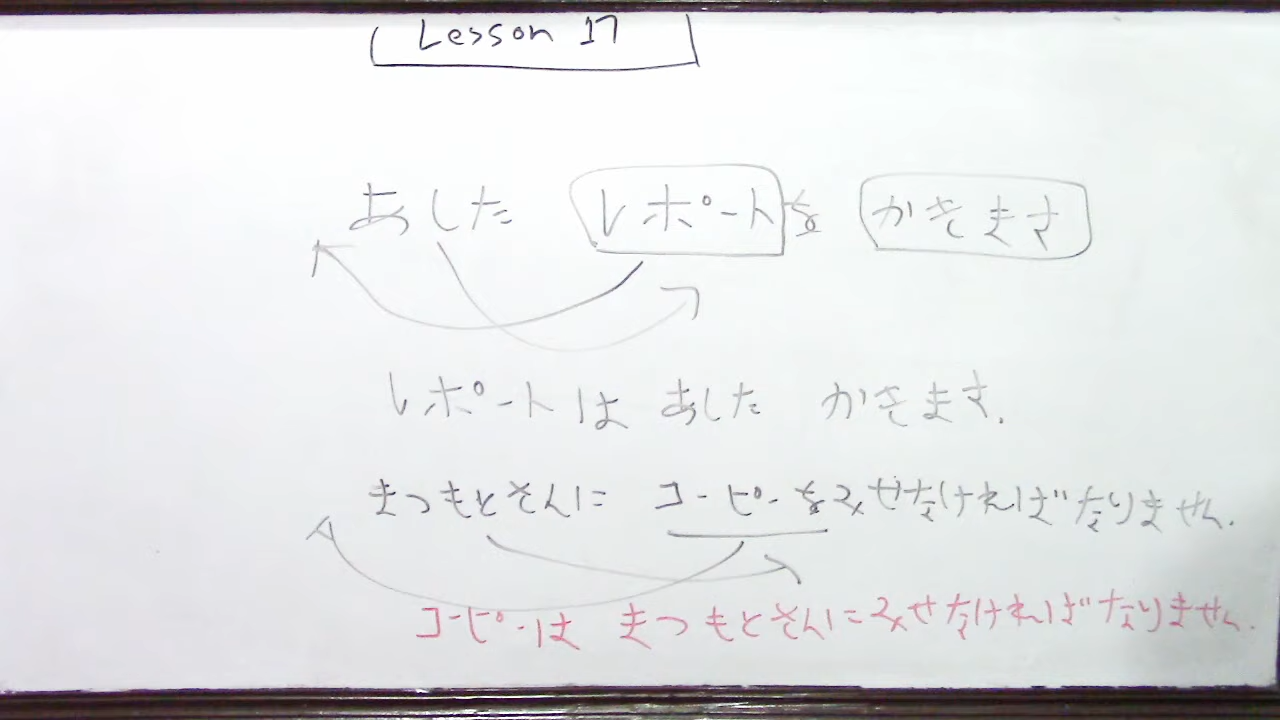 Lesson 17
あした レポートを かきます
レポートは あした かきます.
まつもとさんに コーピーをみせなければなりません.
コーピーは まつもとさんにみせなければなりません.